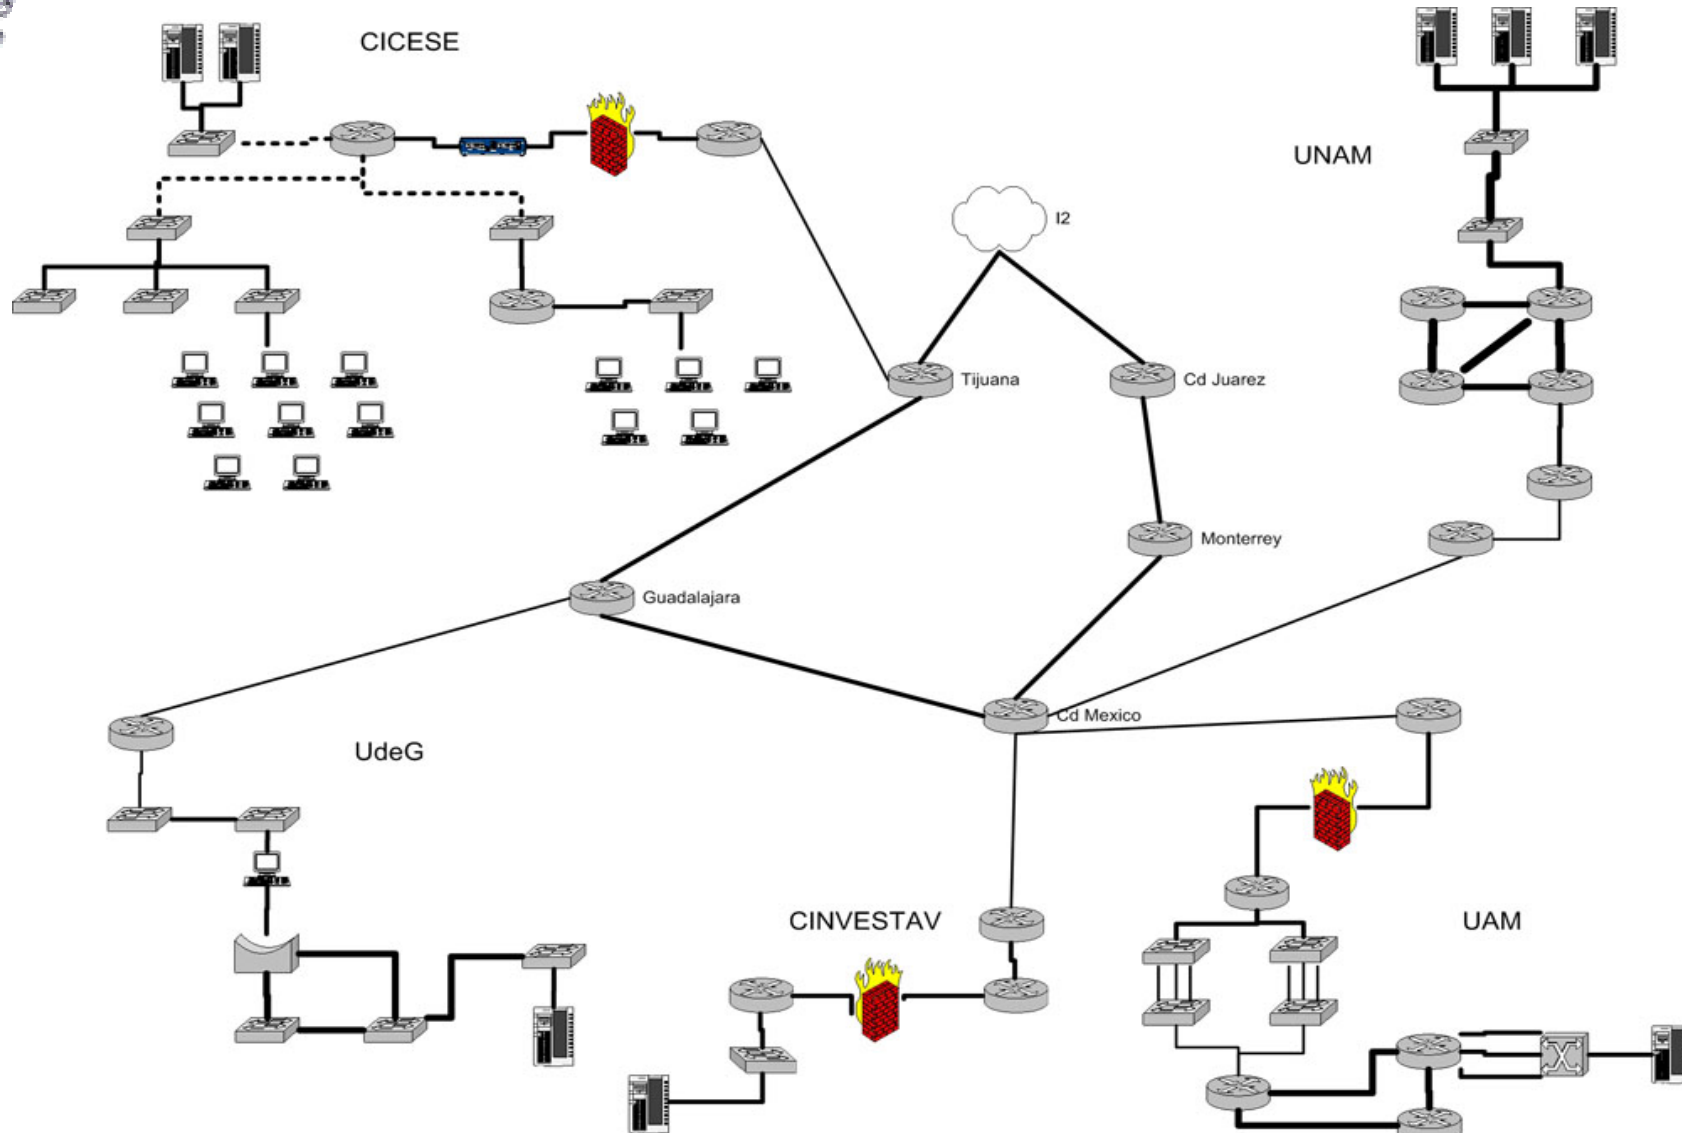 CICESE
UNAM
I2
Tijuana
Cd Juarez
Monterrey
Guadalajara
Cd Mexico
UdeG
CINVESTAV
UAM